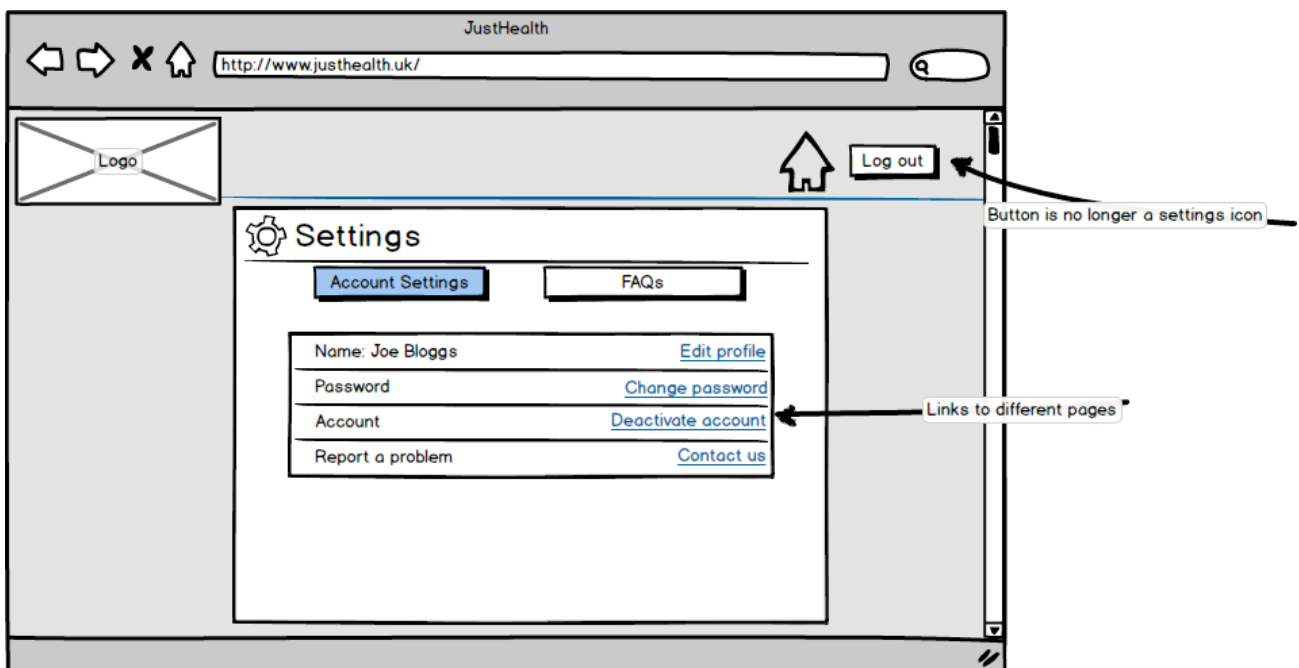 JustHealth
http://www.justhealth.uk/
Logo
Log out
Button is no longer a settings icon
Settings
Account Settings
FAQs
Name: Joe Bloggs
Edit profile
Password
Change password
Account
Deactivate account
Links to different pages
Report a problem
Contact us